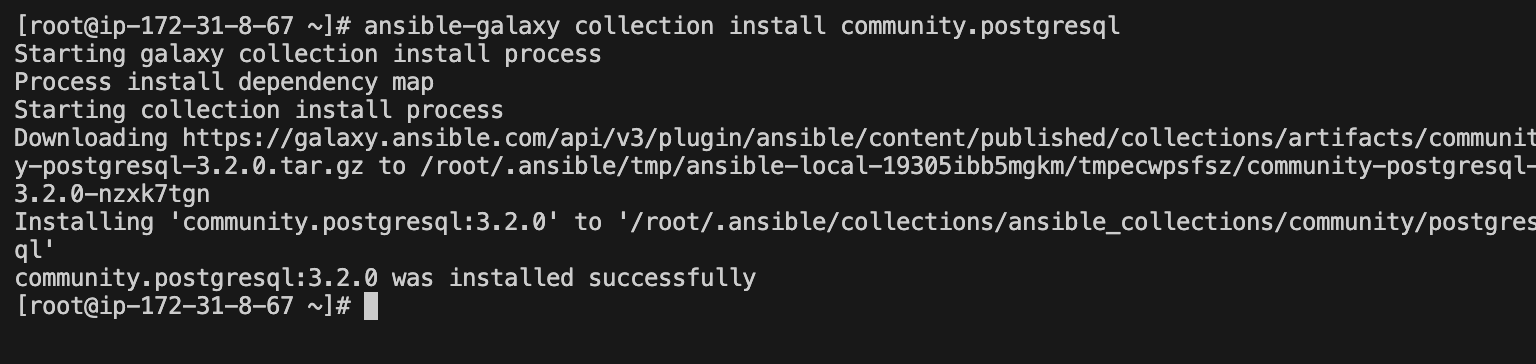 [root@ip-172-31-8-67 ~]# ansible-galaxy collection install community.postgresql
Starting galaxy collection install process
Process install dependency map
Starting collection install process
Downloading https://galaxy.ansible.com/api/v3/plugin/ansible/content/published/collections/artifacts/communit
y-postgresql-3.2.0.tar.gz to /root/.ansible/tmp/ansible-local-19305ibb5mgkm/tmpecwpsfsz/community-postgresql-
3.2.0-nzxk7tgn
Installing 'community.postgresql:3.2.0' to '/root/.ansible/collections/ansible_collections/community/postgres
ql'
community.postgresql:3.2.0 was installed successfully
[root@ip-172-31-8-67 ~]#